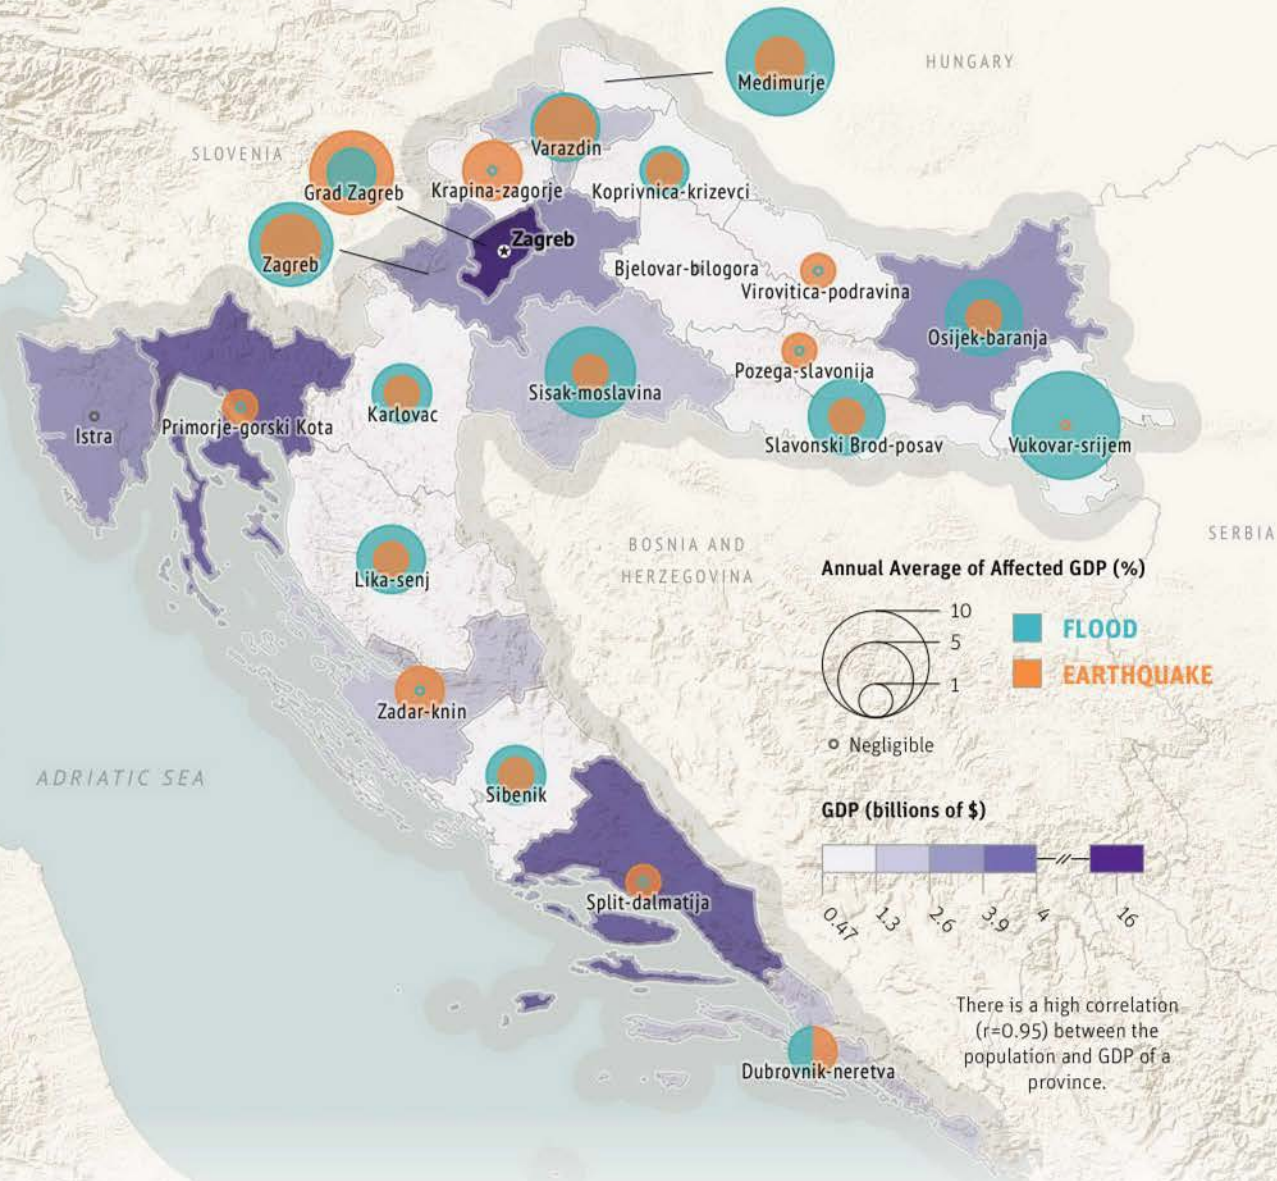 HUNGARY
Medimurje
SLOVENIA
Varazdin
Grad Zagreb
Krapina-zagorje
Koprivnica-krizevci
Zagreb
Zagreb
Bjelovar-bilogora
Virovitica-podravina
Osijek-baranja
Pozega-slavonija
Sisak-moslavina
Karlovac
Primorje-gorski Kota
Istra
Slavonski Brod-posav
Vukovar-srijem
SERBIA
BOSNIA AND
HERZEGOVINA
Lika-senj
Zadar-knin
ADRIATIC SEA
Sibenik
Split-dalmatija
Dubrovnik-neretva
Annual Average of Affected GDP (%)
10
5
1
FLOOD
EARTHQUAKE
Negligible
GDP (billions of $)
0.47
1.3
2.6
3.9
4
16
There is a high correlation
(r=0.95) between the
population and GDP of a
province.